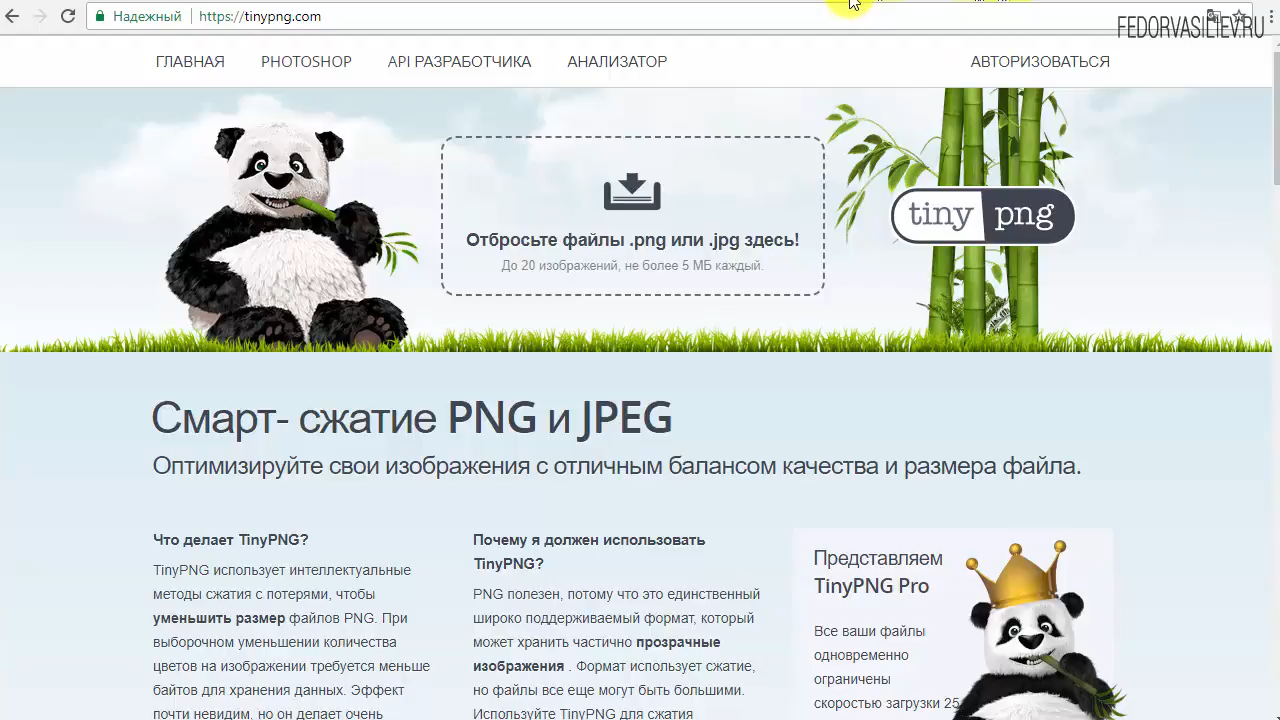 Надежный
https://tinypng.com
FEDORVASILIEV.RU
ГЛАВНАЯ
PHOTOSHOP
API РАЗРАБОТЧИКА
АНАЛИЗАТОР
АВТОРИЗОВАТЬСЯ
Отбросьте файлы .png или .jpg здесь!
До 20 изображений, не более 5 МБ каждый.
tiny png
Смарт- сжатие PNG и JPEG
Оптимизируйте свои изображения с отличным балансом качества и размера файла.
Что делает TinyPNG?
TinyPNG использует интеллектуальные
методы сжатия с потерями, чтобы
уменьшить размер файлов PNG. При
выборочном уменьшении количества
цветов на изображении требуется меньше
байтов для хранения данных. Эффект
почти невидим, но он делает очень
Почему я должен использовать
TinyPNG?
PNG полезен, потому что это единственный
широко поддерживаемый формат, который
может хранить частично прозрачные
изображения . Формат использует сжатие,
но файлы все еще могут быть большими.
Используйте TinyPNG для сжатия
Представляем
TinyPNG Pro
Все ваши файлы
одновременно
ограничены
скоростью загрузки 25